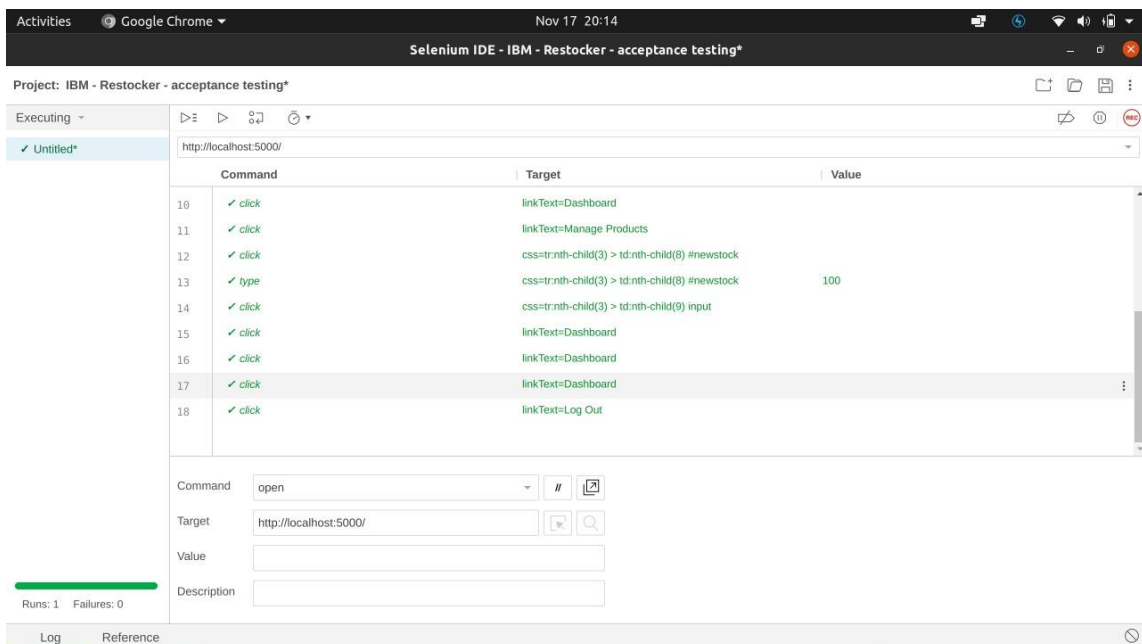 Activities Google Chrome Nov 17 20:14
Selenium IDE - IBM - Restocker - acceptance testing*
Project: IBM - Restocker - acceptance testing*
Executing
✓ Untitled*
http://localhost:5000/
Command Target Value
10 ✓ click linkText=Dashboard
11 ✓ click linkText=Manage Products
12 ✓ click css=tr:nth-child(3) > td:nth-child(8) #newstock
13 ✓ type css=tr:nth-child(3) > td:nth-child(8) #newstock 100
14 ✓ click css=tr:nth-child(3) > td:nth-child(9) input
15 ✓ click linkText=Dashboard
16 ✓ click linkText=Dashboard
17 ✓ click linkText=Dashboard
18 ✓ click linkText=Log Out
Command open //
Target http://localhost:5000/
Value
Description
Runs: 1 Failures: 0
Log Reference
REC